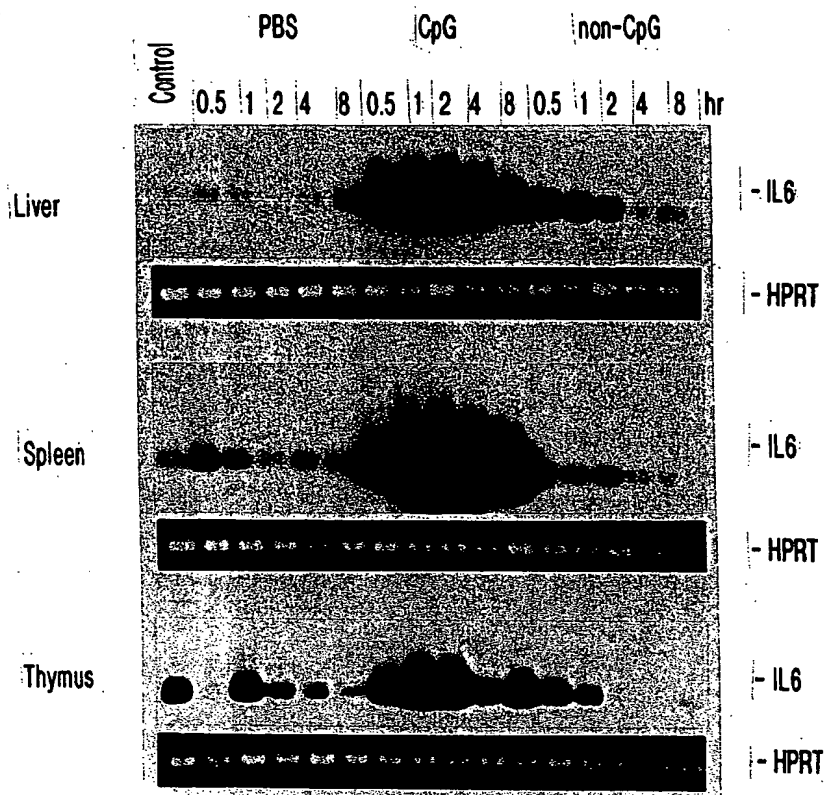 PBS CpG non-CpG
Control 0.5 1 2 4 8 0.5 1 2 4 8 0.5 1 2 4 8 hr
Liver - IL6
- HPRT
Spleen - IL6
- HPRT
Thymus - IL6
- HPRT